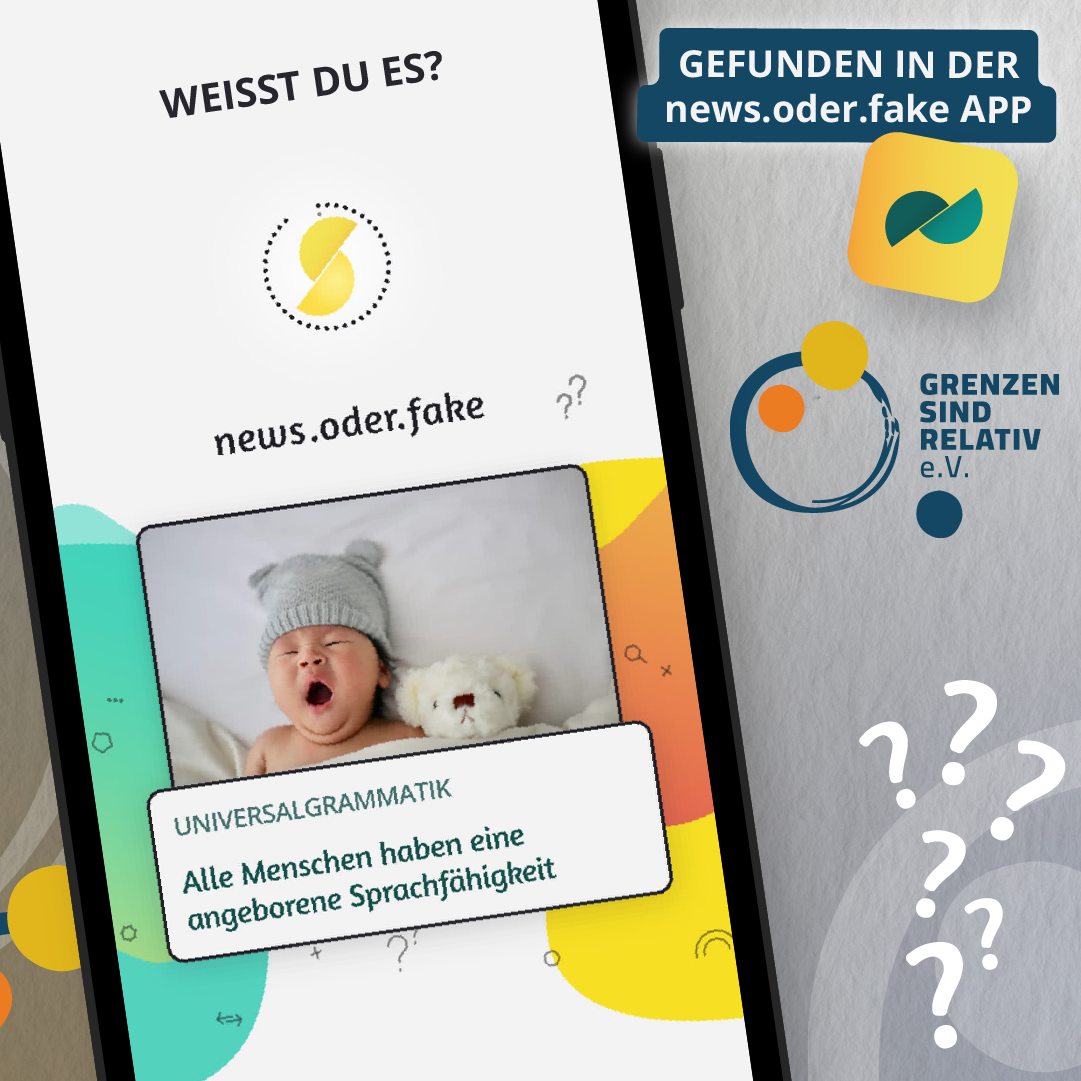 WEISST DU ES?
GEFUNDEN IN DER
news.oder.fake APP
GRENZEN
SIND
RELATIV
e.V.
news.oder.fake
??
UNIVERSALGRAMMATIK
Alle Menschen haben eine
angeborene Sprachfähigkeit
??
? ? ?
? ?
?